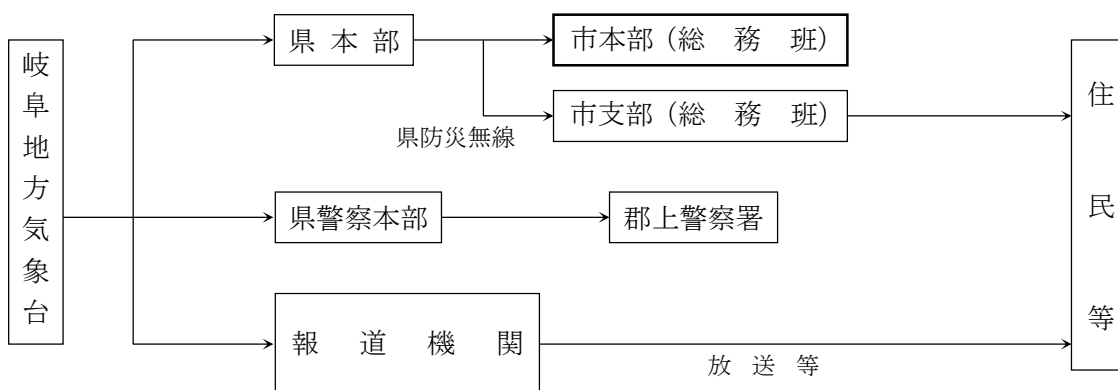 岐阜地方気象台
県 本 部
市本部（総 務 班）
市支部（総 務 班）
県防災無線
県警察本部
郡上警察署
報 道 機 関
放 送 等
住民等